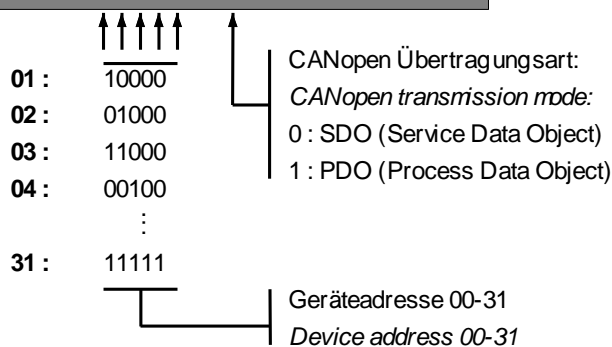 01 : 10000
02 : 01000
03 : 11000
04 : 00100
⋮
31 : 11111
CANopen Übertragungsart:
CANopen transmission mode:
0 : SDO (Service Data Object)
1 : PDO (Process Data Object)
Geräteadresse 00-31
Device address 00-31